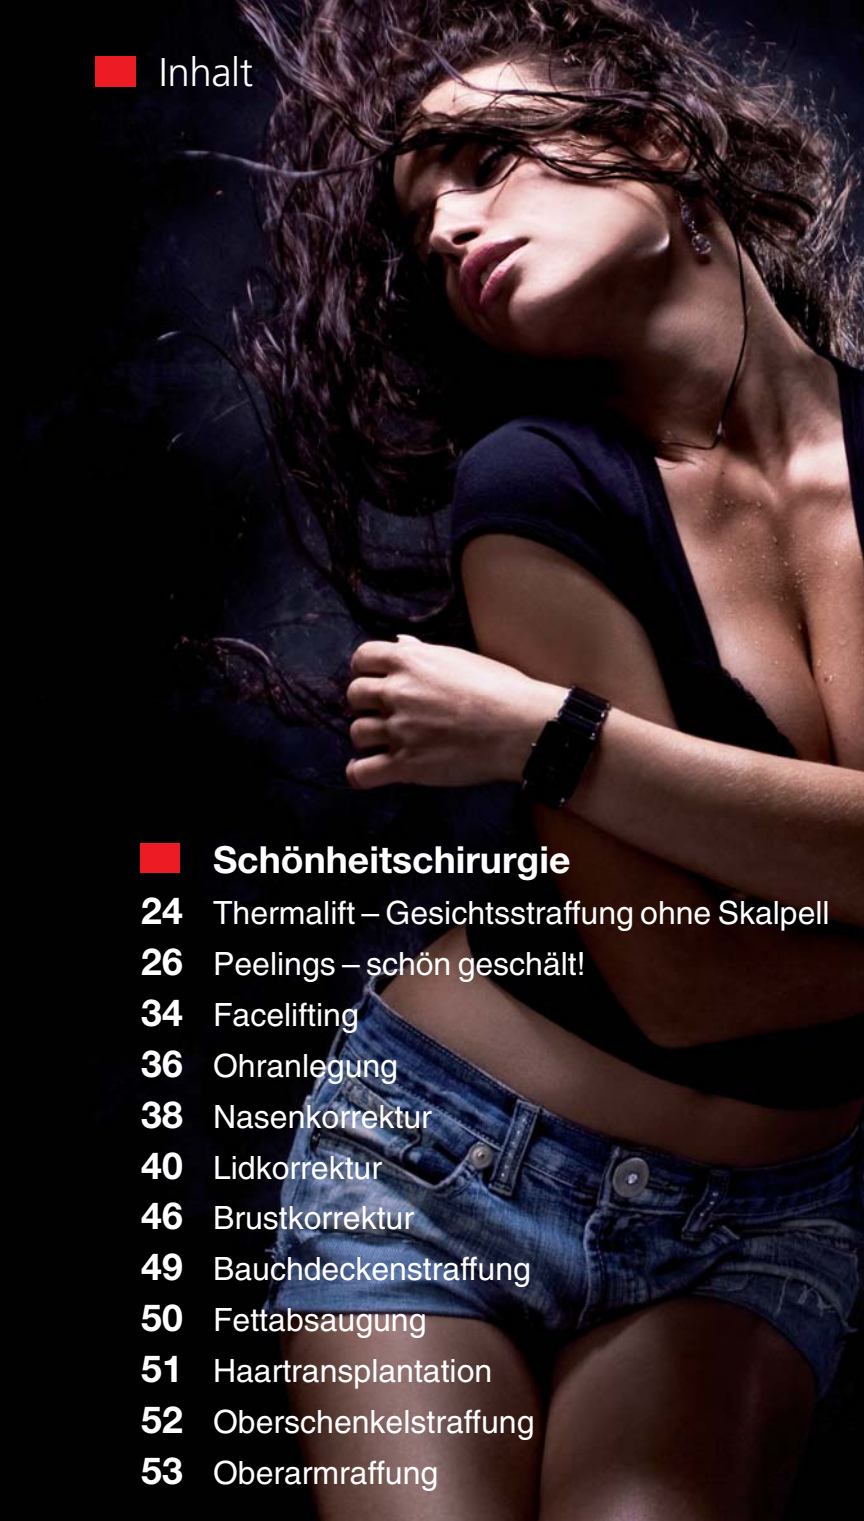 Inhalt
Schönheitschirurgie
24 Thermalift – Gesichtsstraffung ohne Skalpell
26 Peelings – schön geschält!
34 Facelifting
36 Ohranlegung
38 Nasenkorrektur
40 Lidkorrektur
46 Brustkorrektur
49 Bauchdeckenstraffung
50 Fettabsaugung
51 Haartransplantation
52 Oberschenkelstraffung
53 Oberarmraffung